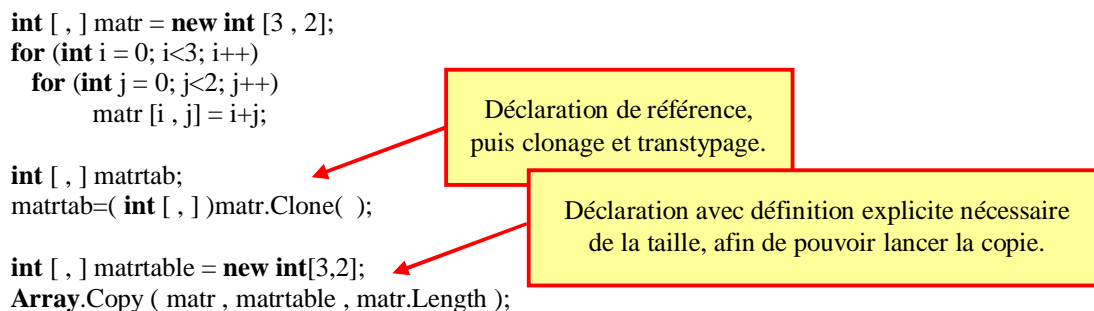 int [ , ] matr = new int [3 , 2];
for (int i = 0; i<3; i++)
for (int j = 0; j<2; j++)
matr [i , j] = i+j;
Déclaration de référence,
puis clonage et transtypage.
int [ , ] matrtab;
matrtab=( int [ , ] )matr.Clone( );
Déclaration avec définition explicite nécessaire
de la taille, afin de pouvoir lancer la copie.
int [ , ] matrtable = new int[3,2];
Array.Copy ( matr , matrtable , matr.Length );